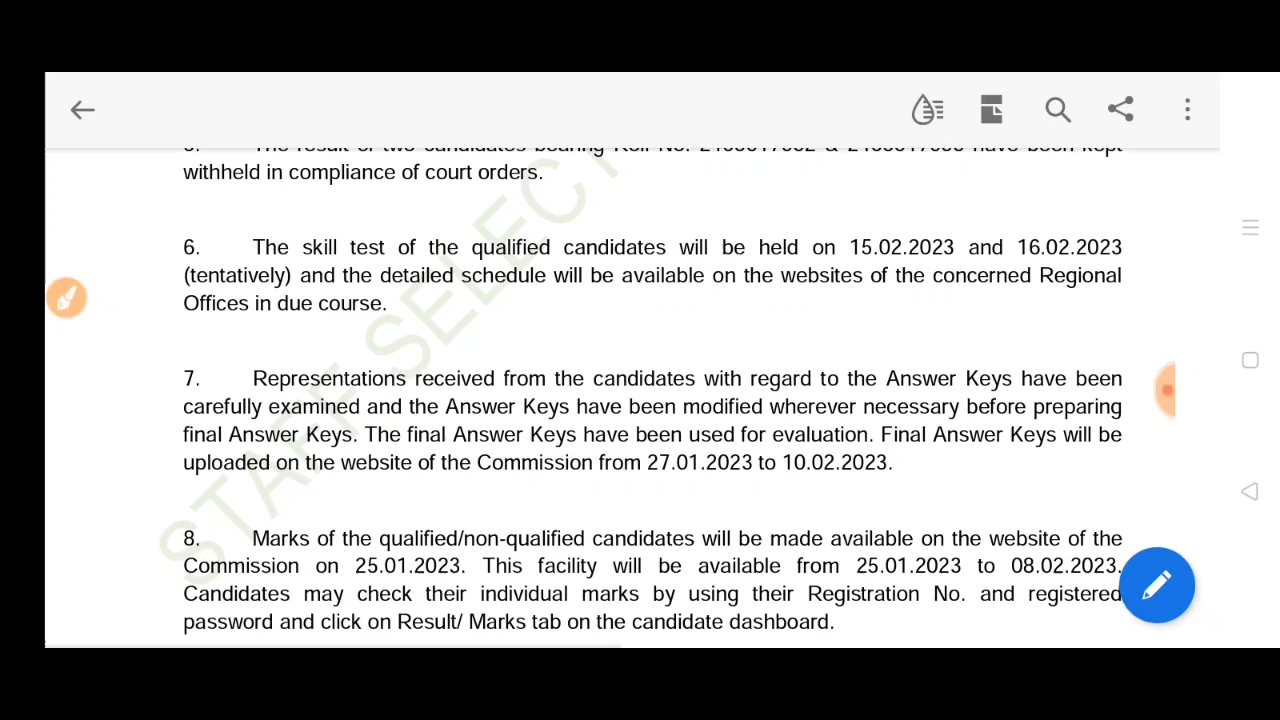 withheld in compliance of court orders.
6. The skill test of the qualified candidates will be held on 15.02.2023 and 16.02.2023
(tentatively) and the detailed schedule will be available on the websites of the concerned Regional
Offices in due course.
7. Representations received from the candidates with regard to the Answer Keys have been
carefully examined and the Answer Keys have been modified wherever necessary before preparing
final Answer Keys. The final Answer Keys have been used for evaluation. Final Answer Keys will be
uploaded on the website of the Commission from 27.01.2023 to 10.02.2023.
8. Marks of the qualified/non-qualified candidates will be made available on the website of the
Commission on 25.01.2023. This facility will be available from 25.01.2023 to 08.02.2023.
Candidates may check their individual marks by using their Registration No. and registered
password and click on Result/ Marks tab on the candidate dashboard.
STAFF SELECT